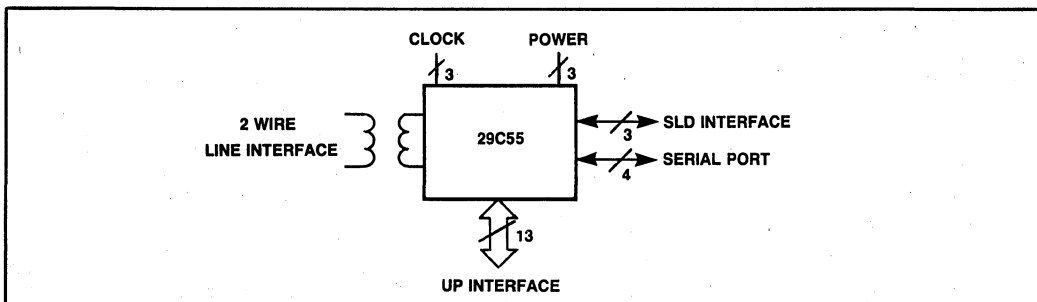 CLOCK POWER
3 3
2 WIRE
LINE INTERFACE
29C55
SLD INTERFACE
3
SERIAL PORT
4
13
UP INTERFACE